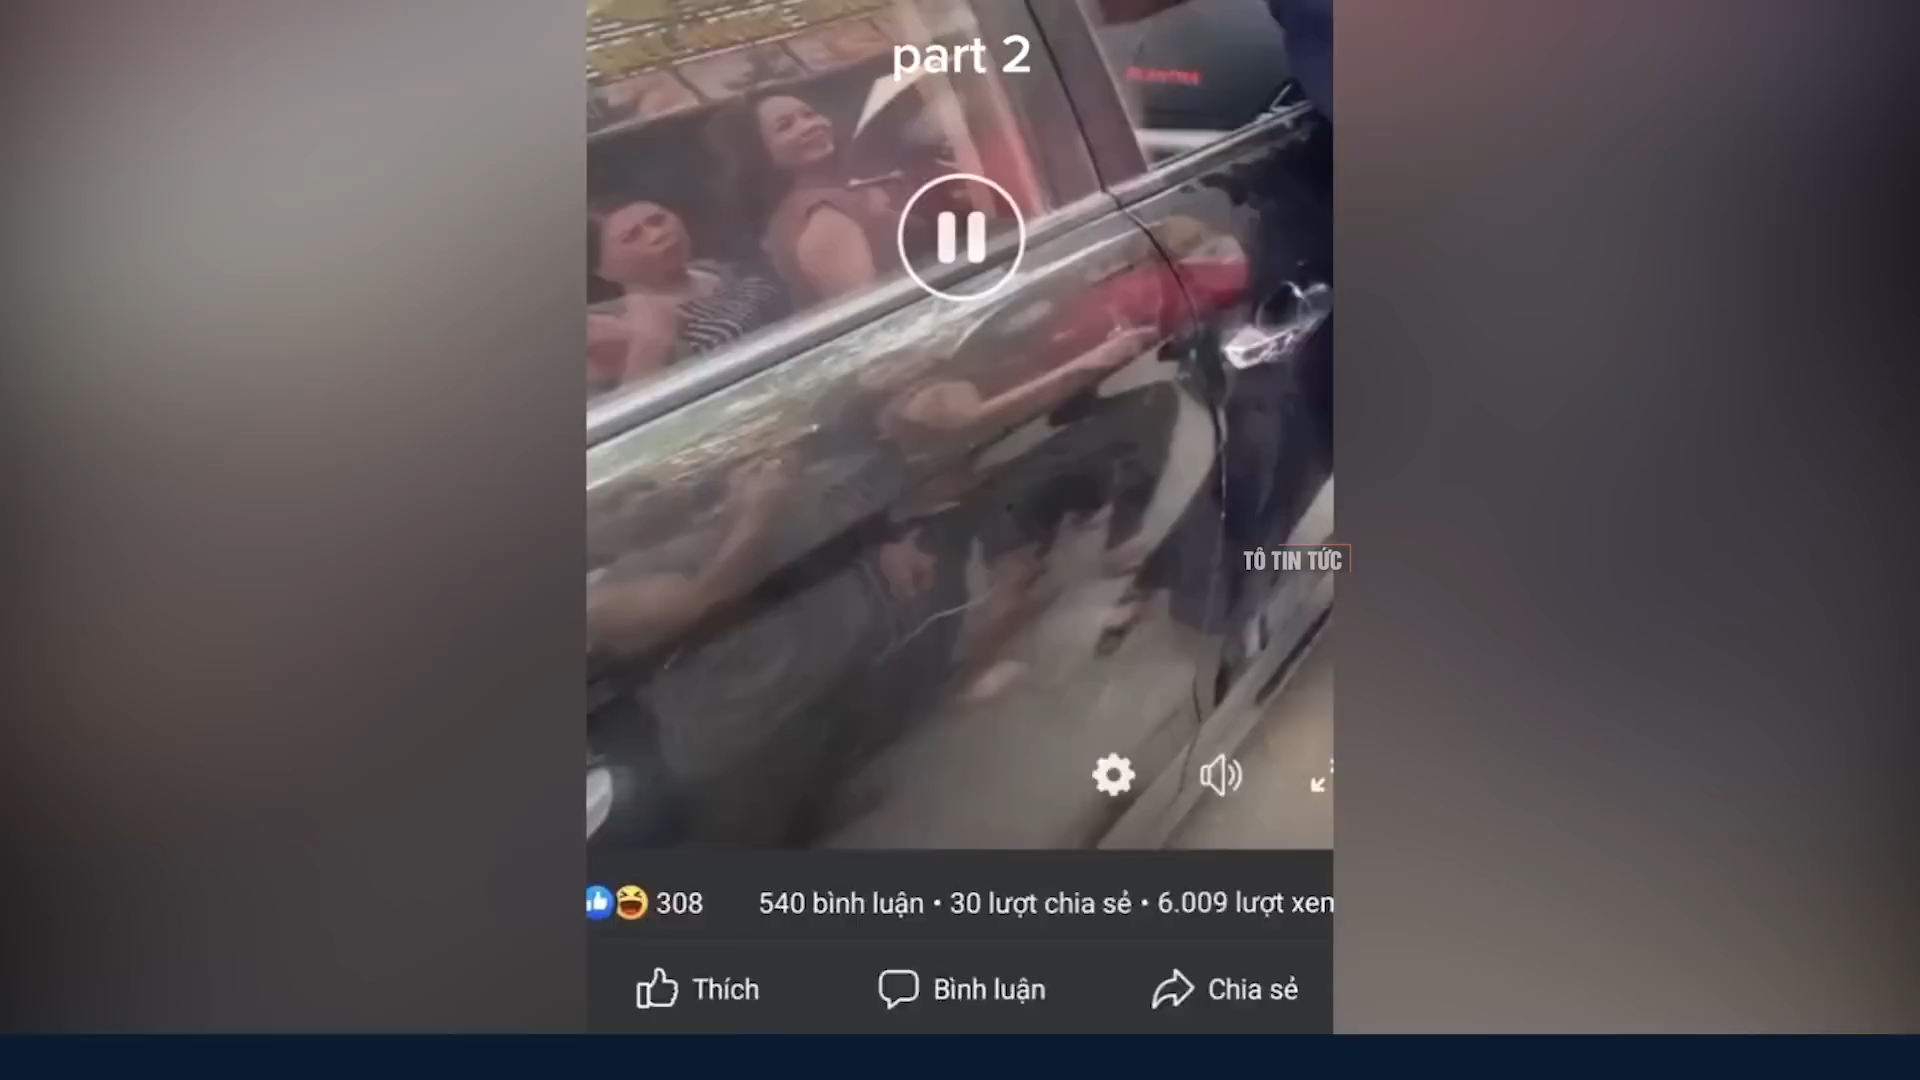 part 2
TÔ TIN TỨC
308 540 bình luận • 30 lượt chia sẻ • 6.009 lượt xem
Thích Bình luận Chia sẻ